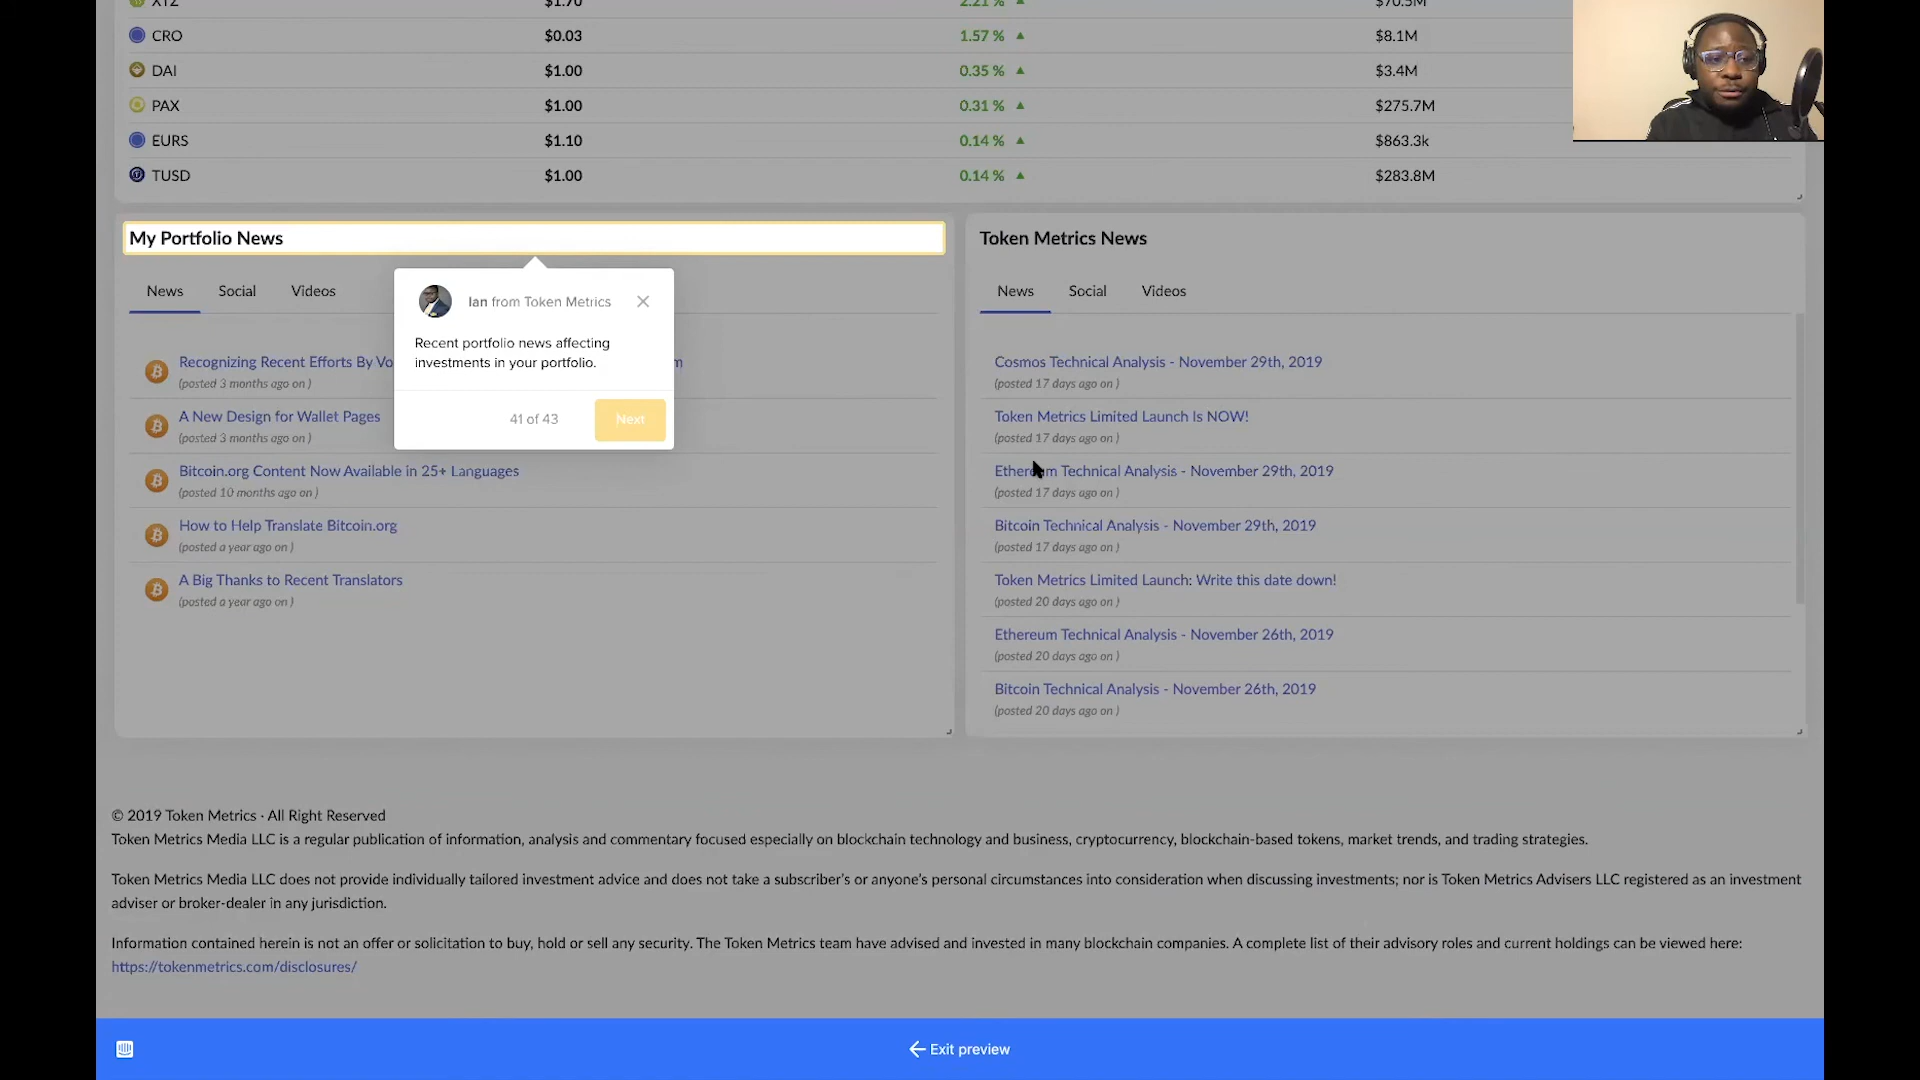 XTZ $1.70 2.21 % $70.5M
CRO $0.03 1.57 % $8.1M
DAI $1.00 0.35 % $3.4M
PAX $1.00 0.31 % $275.7M
EURS $1.10 0.14 % $863.3k
TUSD $1.00 0.14 % $283.8M
My Portfolio News
News Social Videos
Ian from Token Metrics
Recent portfolio news affecting
investments in your portfolio.
41 of 43 Next
Recognizing Recent Efforts By
(posted 3 months ago on )
A New Design for Wallet Pages
(posted 3 months ago on )
Bitcoin.org Content Now Available in 25+ Languages
(posted 10 months ago on )
How to Help Translate Bitcoin.org
(posted a year ago on )
A Big Thanks to Recent Translators
(posted a year ago on )
Token Metrics News
News Social Videos
Cosmos Technical Analysis - November 29th, 2019
(posted 17 days ago on )
Token Metrics Limited Launch Is NOW!
(posted 17 days ago on )
Ethereum Technical Analysis - November 29th, 2019
(posted 17 days ago on )
Bitcoin Technical Analysis - November 29th, 2019
(posted 17 days ago on )
Token Metrics Limited Launch: Write this date down!
(posted 20 days ago on )
Ethereum Technical Analysis - November 26th, 2019
(posted 20 days ago on )
Bitcoin Technical Analysis - November 26th, 2019
(posted 20 days ago on )
© 2019 Token Metrics · All Right Reserved
Token Metrics Media LLC is a regular publication of information, analysis and commentary focused especially on blockchain technology and business, cryptocurrency, blockchain-based tokens, market trends, and trading strategies.
Token Metrics Media LLC does not provide individually tailored investment advice and does not take a subscriber's or anyone's personal circumstances into consideration when discussing investments; nor is Token Metrics Advisers LLC registered as an investment
adviser or broker-dealer in any jurisdiction.
Information contained herein is not an offer or solicitation to buy, hold or sell any security. The Token Metrics team have advised and invested in many blockchain companies. A complete list of their advisory roles and current holdings can be viewed here:
https://tokenmetrics.com/disclosures/
Exit preview